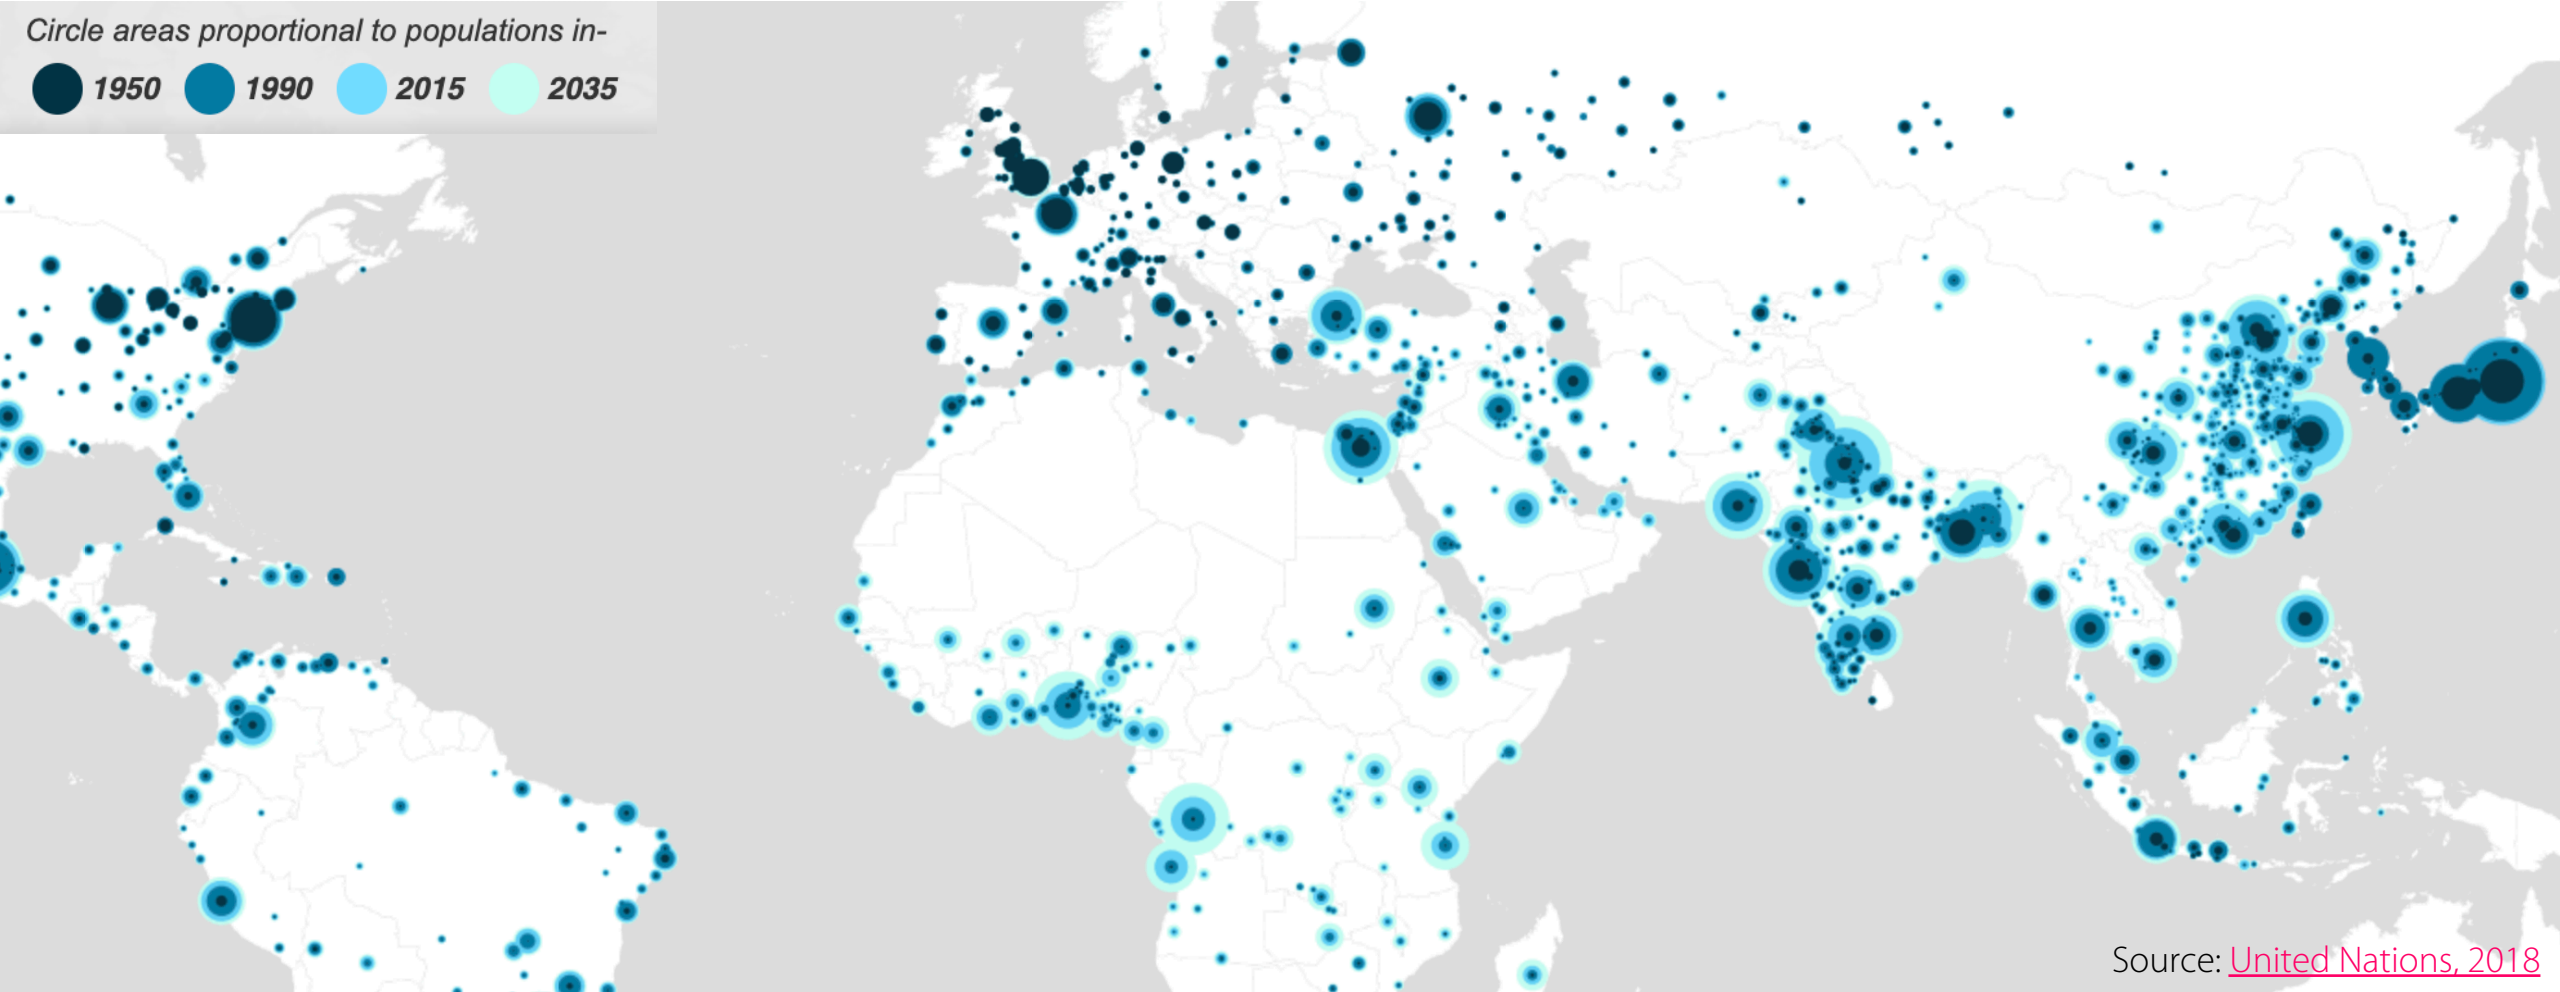 Circle areas proportional to populations in-
1950 1990 2015 2035
Source: United Nations, 2018